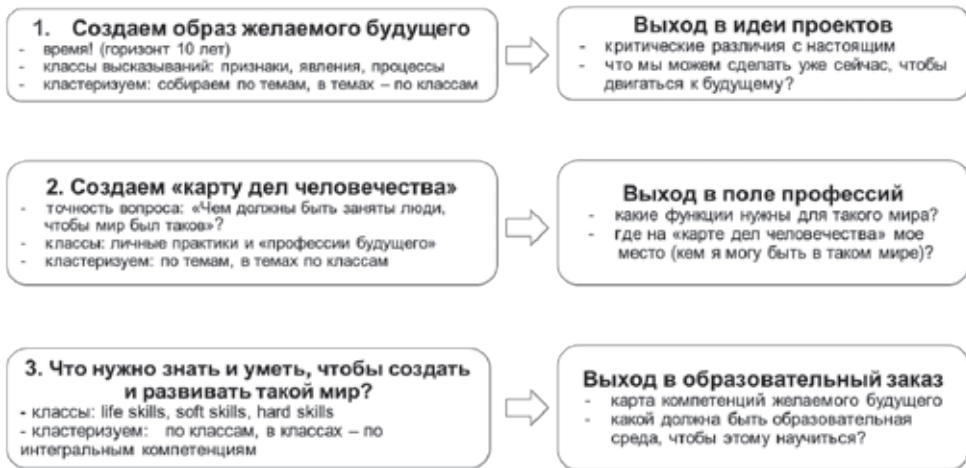 1. Создаем образ желаемого будущего
- время! (горизонт 10 лет)
- классы высказываний: признаки, явления, процессы
- кластеризуем: собираем по темам, в темах – по классам
Выход в идеи проектов
- критические различия с настоящим
- что мы можем сделать уже сейчас, чтобы
двигаться к будущему?
2. Создаем «карту дел человечества»
- точность вопроса: «Чем должны быть заняты люди,
чтобы мир был таков»?
- классы: личные практики и «профессии будущего»
- кластеризуем: по темам, в темах по классам
Выход в поле профессий
- какие функции нужны для такого мира?
- где на «карте дел человечества» мое
место (кем я могу быть в таком мире)?
3. Что нужно знать и уметь, чтобы создать
и развивать такой мир?
- классы: life skills, soft skills, hard skills
- кластеризуем: по классам, в классах – по
интегральным компетенциям
Выход в образовательный заказ
- карта компетенций желаемого будущего
- какой должна быть образовательная
среда, чтобы этому научиться?